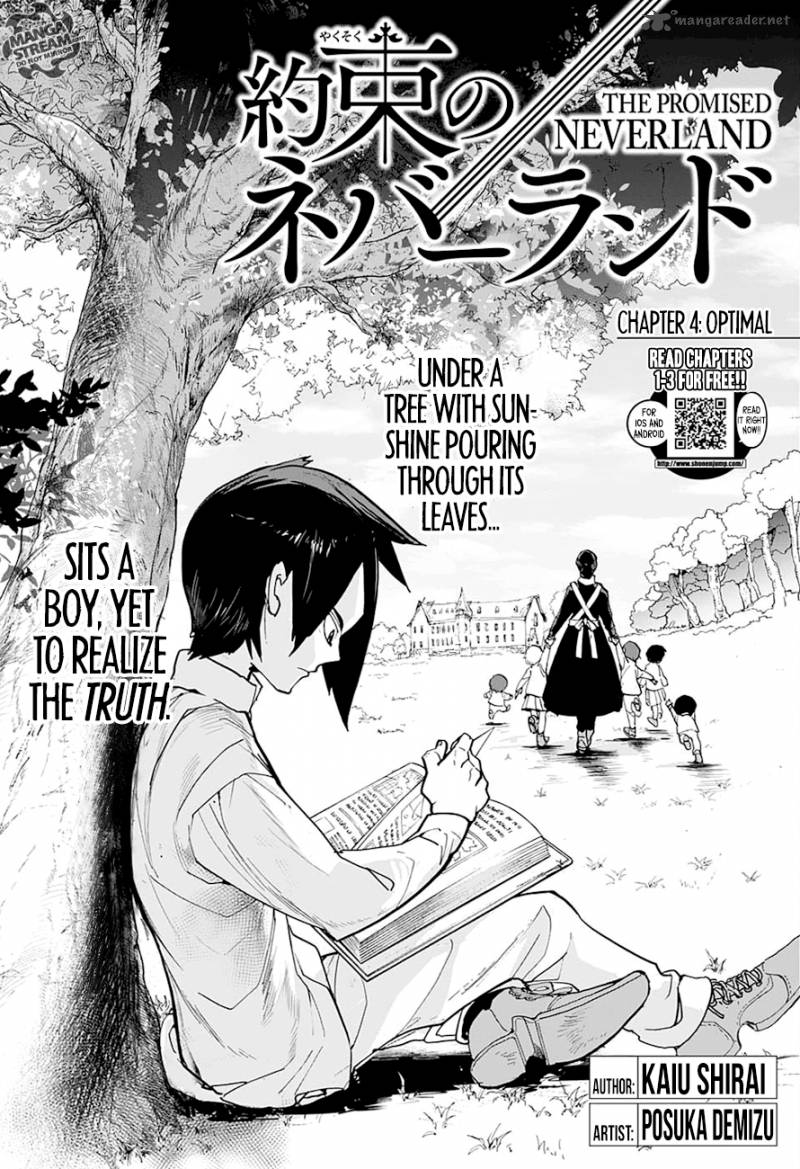 mangareader.net
MANGA
STREAM
DO NOT MIRROR
やくそく
約束の
ネバーランド
THE PROMISED
NEVERLAND
CHAPTER 4: OPTIMAL
READ CHAPTERS
1-3 FOR FREE!!
FOR
IOS AND
ANDROID
READ
IT RIGHT
NOW!!
http://www.shonenjump.com/
UNDER A
TREE WITH SUN-
SHINE POURING
THROUGH ITS
LEAVES...
SITS A
BOY, YET
TO REALIZE
THE TRUTH.
AUTHOR: KAIU SHIRAI
ARTIST: POSUKA DEMIZU